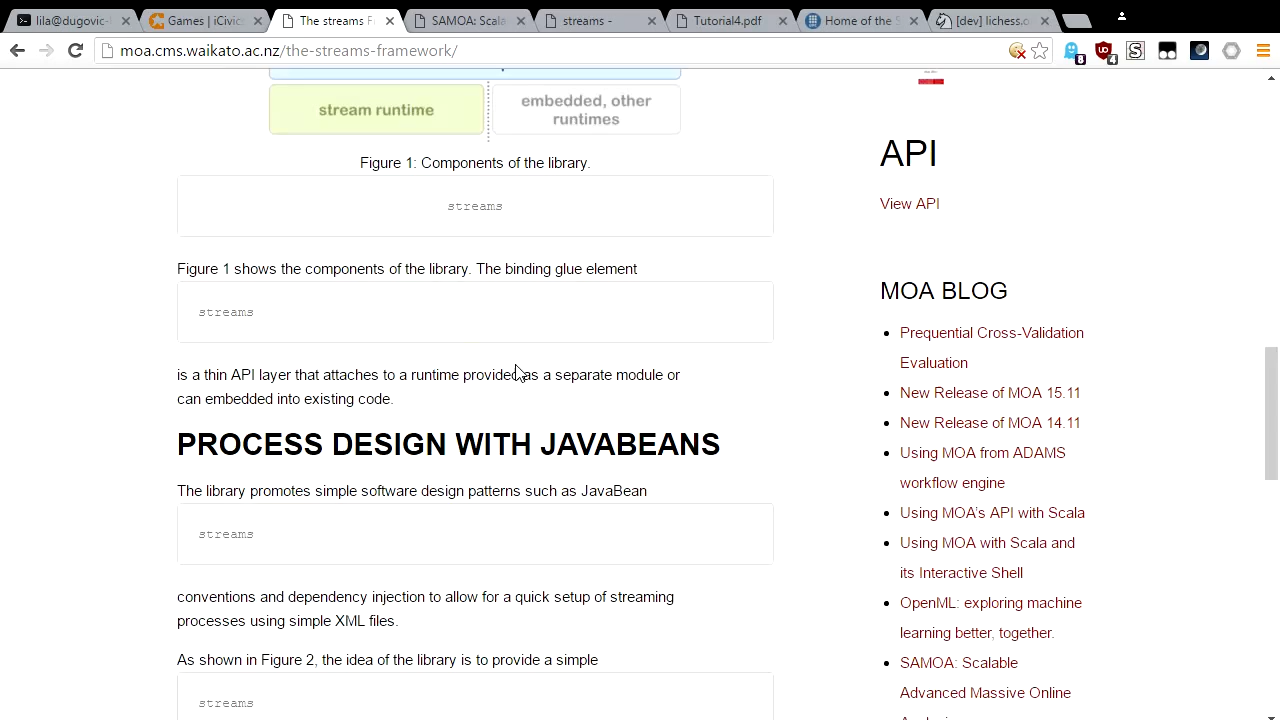 lila@dugovic-
Games | iCivic
The streams F
SAMOA: Scala
streams -
Tutorial4.pdf
Home of the S
[dev] lichess.o
moa.cms.waikato.ac.nz/the-streams-framework/
8
4
stream runtime
embedded, other
runtimes
Figure 1: Components of the library.
streams
Figure 1 shows the components of the library. The binding glue element
streams
is a thin API layer that attaches to a runtime provided as a separate module or
can embedded into existing code.
PROCESS DESIGN WITH JAVABEANS
The library promotes simple software design patterns such as JavaBean
streams
conventions and dependency injection to allow for a quick setup of streaming
processes using simple XML files.
As shown in Figure 2, the idea of the library is to provide a simple
streams
API
View API
MOA BLOG
Prequential Cross-Validation
Evaluation
New Release of MOA 15.11
New Release of MOA 14.11
Using MOA from ADAMS
workflow engine
Using MOA's API with Scala
Using MOA with Scala and
its Interactive Shell
OpenML: exploring machine
learning better, together.
SAMOA: Scalable
Advanced Massive Online